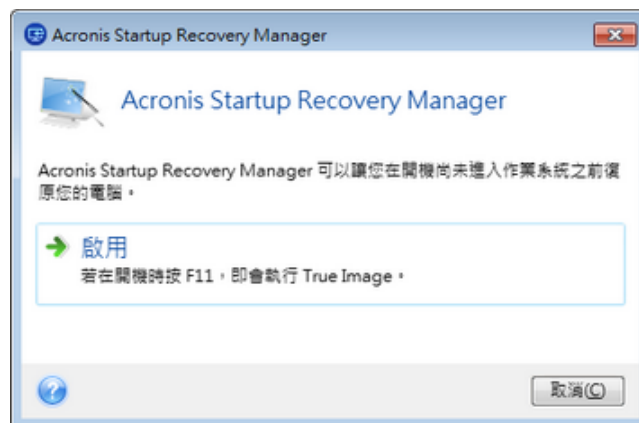 Acronis Startup Recovery Manager
Acronis Startup Recovery Manager
Acronis Startup Recovery Manager 可以讓您在開機尚未進入作業系統之前復
原您的電腦。
啟用
若在開機時按 F11，即會執行 True Image。
取消(C)